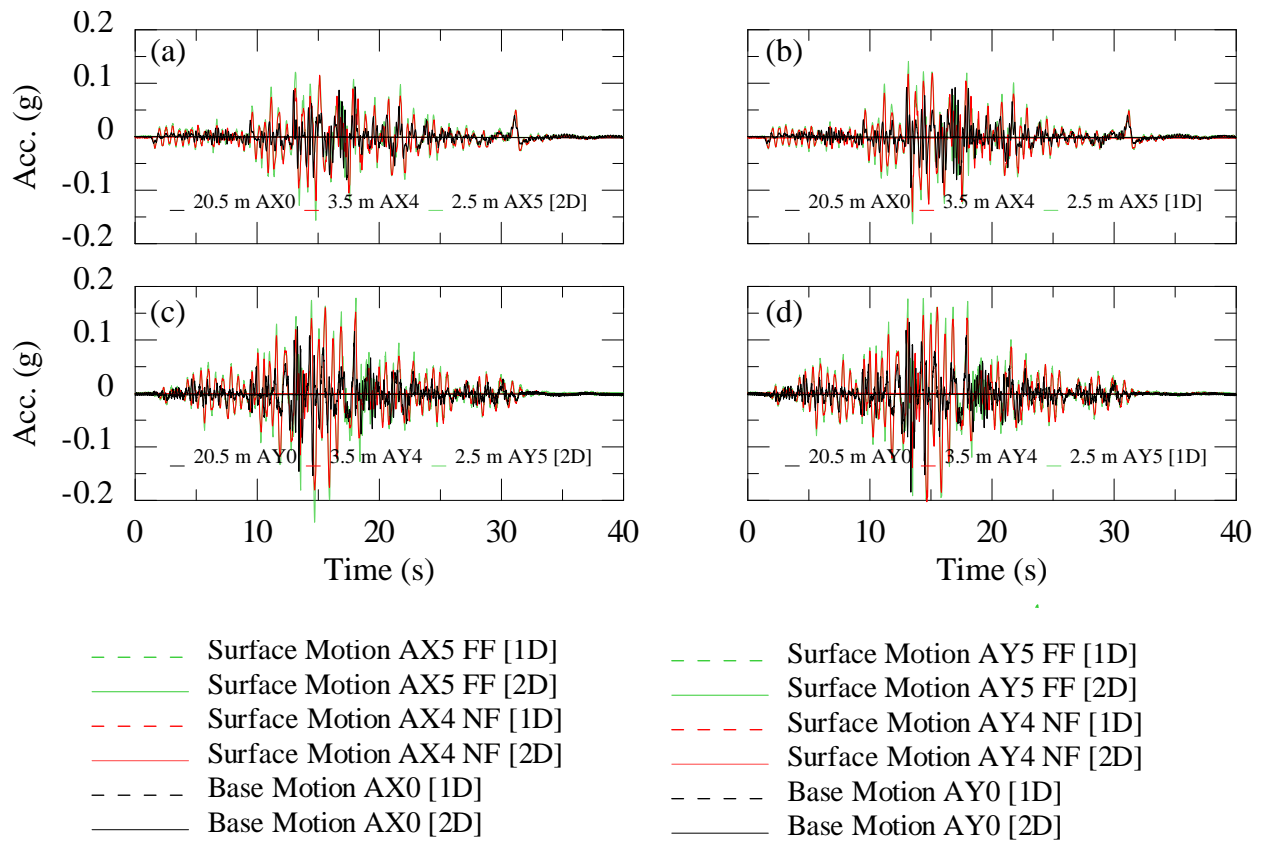 0.2
0.1
0
-0.1
-0.2
Acc. (g)
(a)
20.5 m AX0 3.5 m AX4 2.5 m AX5 [2D]
(b)
20.5 m AX0 3.5 m AX4 2.5 m AX5 [1D]
0 10 20 30 40
0.2
0.1
0
-0.1
-0.2
Acc. (g)
(c)
20.5 m AY0 3.5 m AY4 2.5 m AY5 [2D]
(d)
20.5 m AY0 3.5 m AY4 2.5 m AY5 [1D]
0 10 20 30 40
0 10 20 30 40
Time (s)
Time (s)
Surface Motion AX5 FF [1D]
Surface Motion AX5 FF [2D]
Surface Motion AX4 NF [1D]
Surface Motion AX4 NF [2D]
Base Motion AX0 [1D]
Base Motion AX0 [2D]
Surface Motion AY5 FF [1D]
Surface Motion AY5 FF [2D]
Surface Motion AY4 NF [1D]
Surface Motion AY4 NF [2D]
Base Motion AY0 [1D]
Base Motion AY0 [2D]